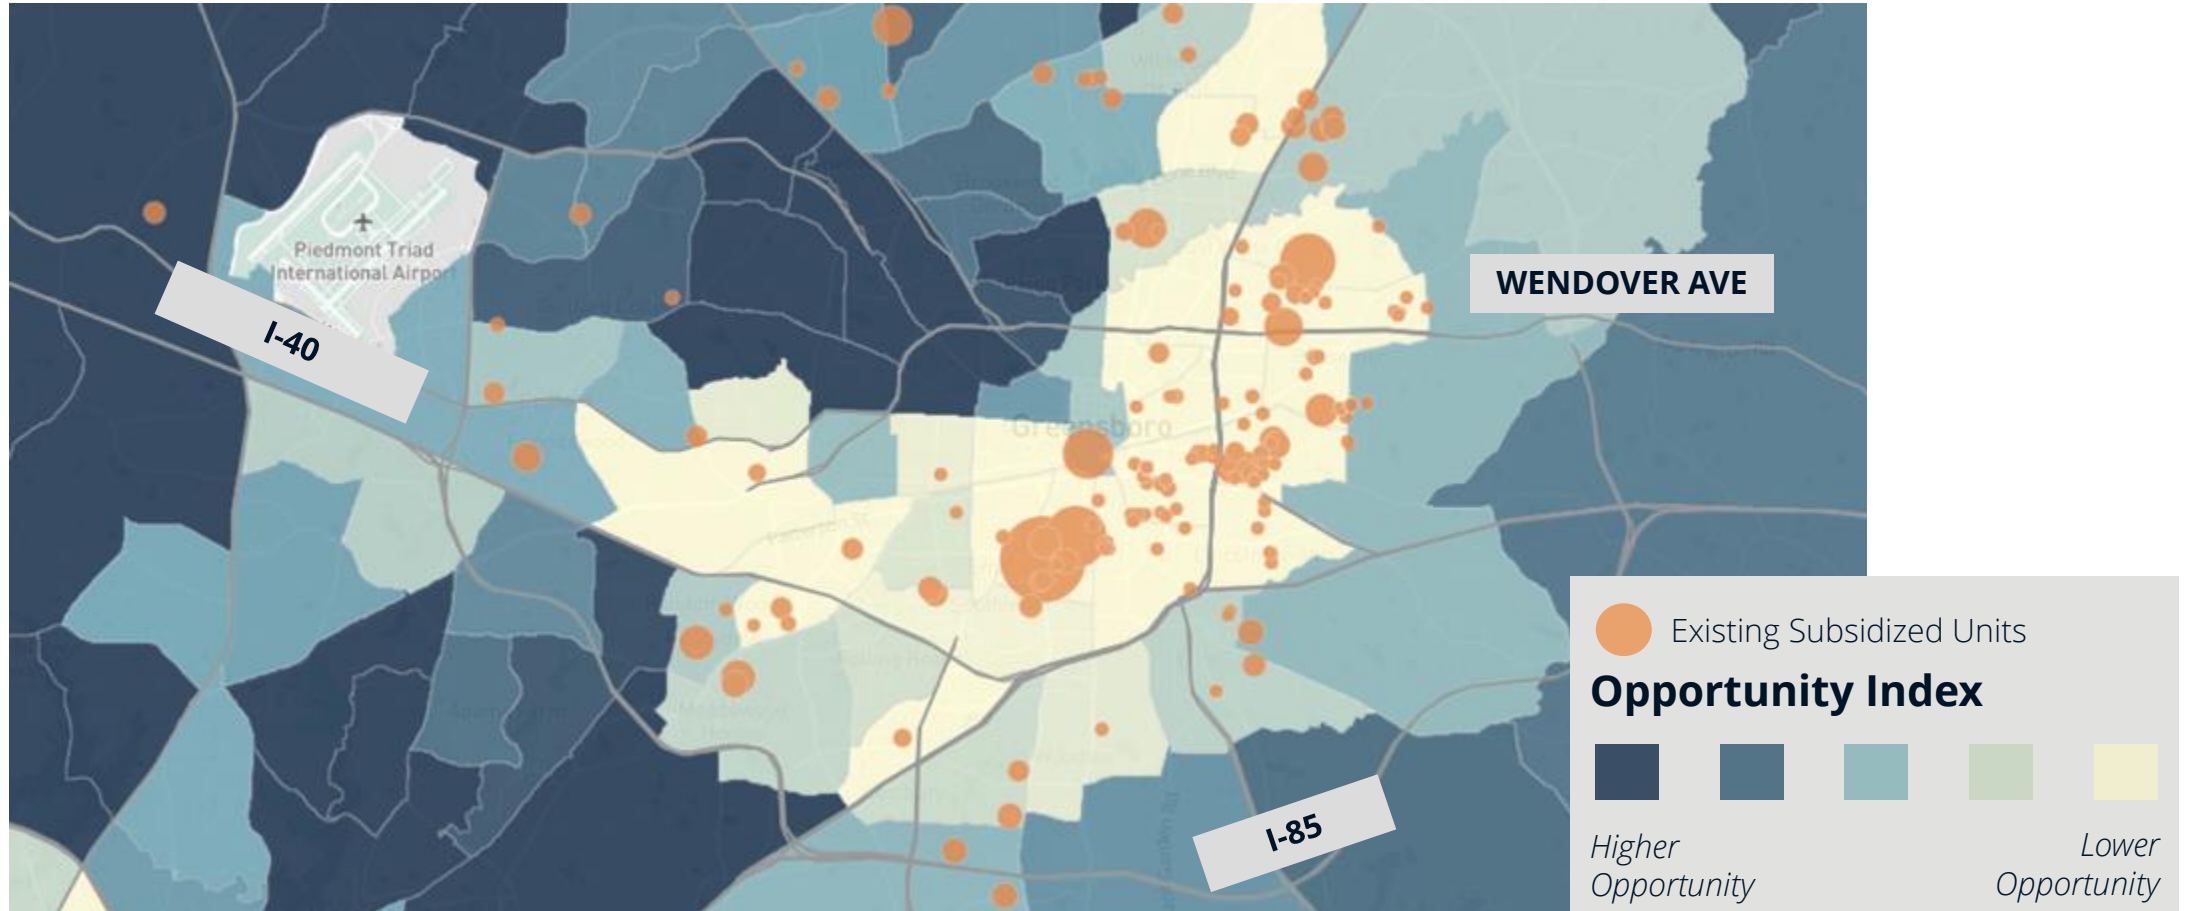 Piedmont Triad
International Airport
WENDOVER AVE
I-40
Greensboro
I-85
Existing Subsidized Units
Opportunity Index
Higher
Opportunity
Lower
Opportunity